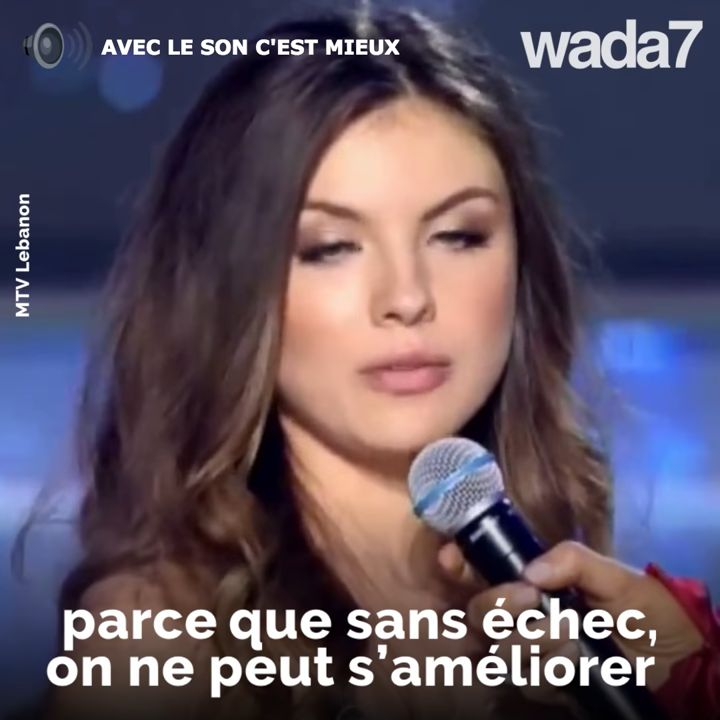 AVEC LE SON C'EST MIEUX
wada7
MTV Lebanon
parce que sans échec,
on ne peut s'améliorer